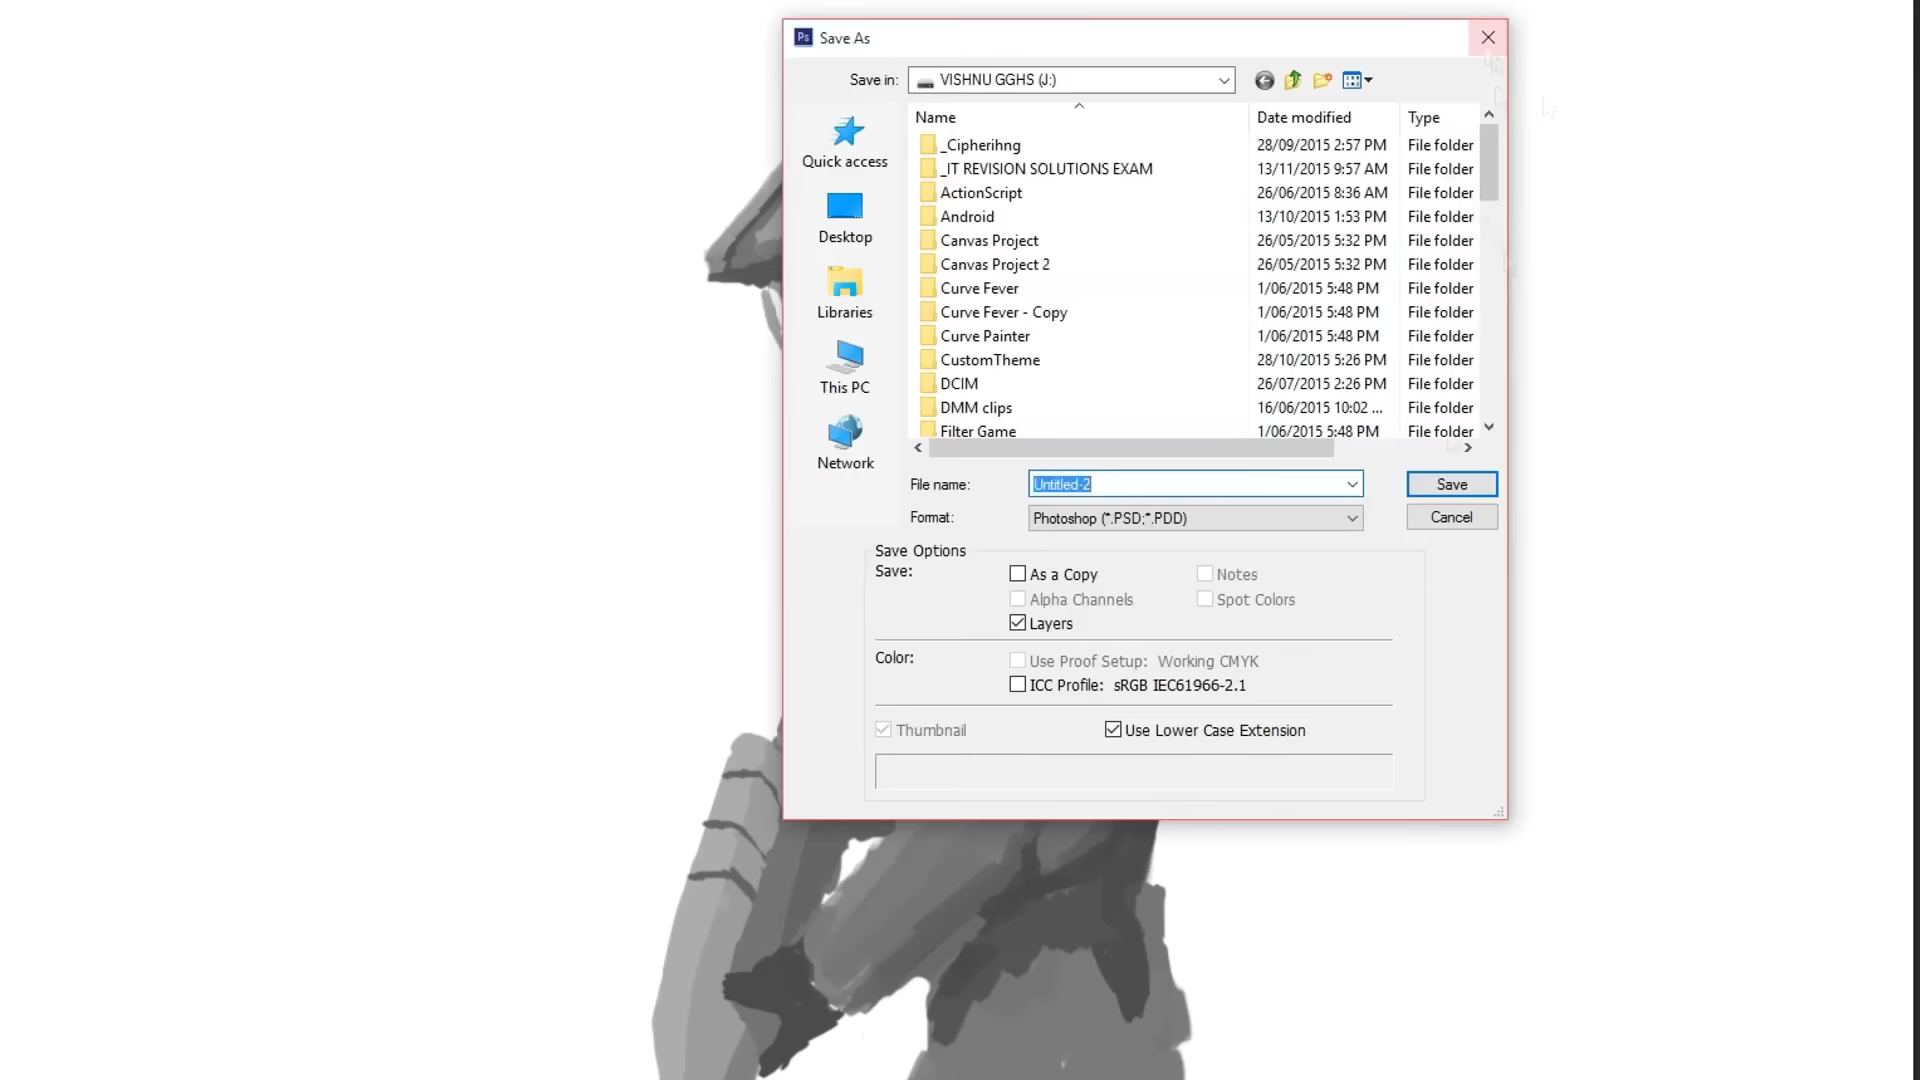 Ps Save As
Save in: VISHNU GGHS (J:)
Name Date modified Type
_Cipherihng 28/09/2015 2:57 PM File folder
_IT REVISION SOLUTIONS EXAM 13/11/2015 9:57 AM File folder
ActionScript 26/06/2015 8:36 AM File folder
Android 13/10/2015 1:53 PM File folder
Canvas Project 26/05/2015 5:32 PM File folder
Canvas Project 2 26/05/2015 5:32 PM File folder
Curve Fever 1/06/2015 5:48 PM File folder
Curve Fever - Copy 1/06/2015 5:48 PM File folder
Curve Painter 1/06/2015 5:48 PM File folder
CustomTheme 28/10/2015 5:26 PM File folder
DCIM 26/07/2015 2:26 PM File folder
DMM clips 16/06/2015 10:02 ... File folder
Filter Game 1/06/2015 5:48 PM File folder
Quick access
Desktop
Libraries
This PC
Network
File name: Untitled-2 Save
Format: Photoshop (*.PSD;*.PDD) Cancel
Save Options
Save: As a Copy Notes
Alpha Channels Spot Colors
Layers
Color: Use Proof Setup: Working CMYK
ICC Profile: sRGB IEC61966-2.1
Thumbnail Use Lower Case Extension